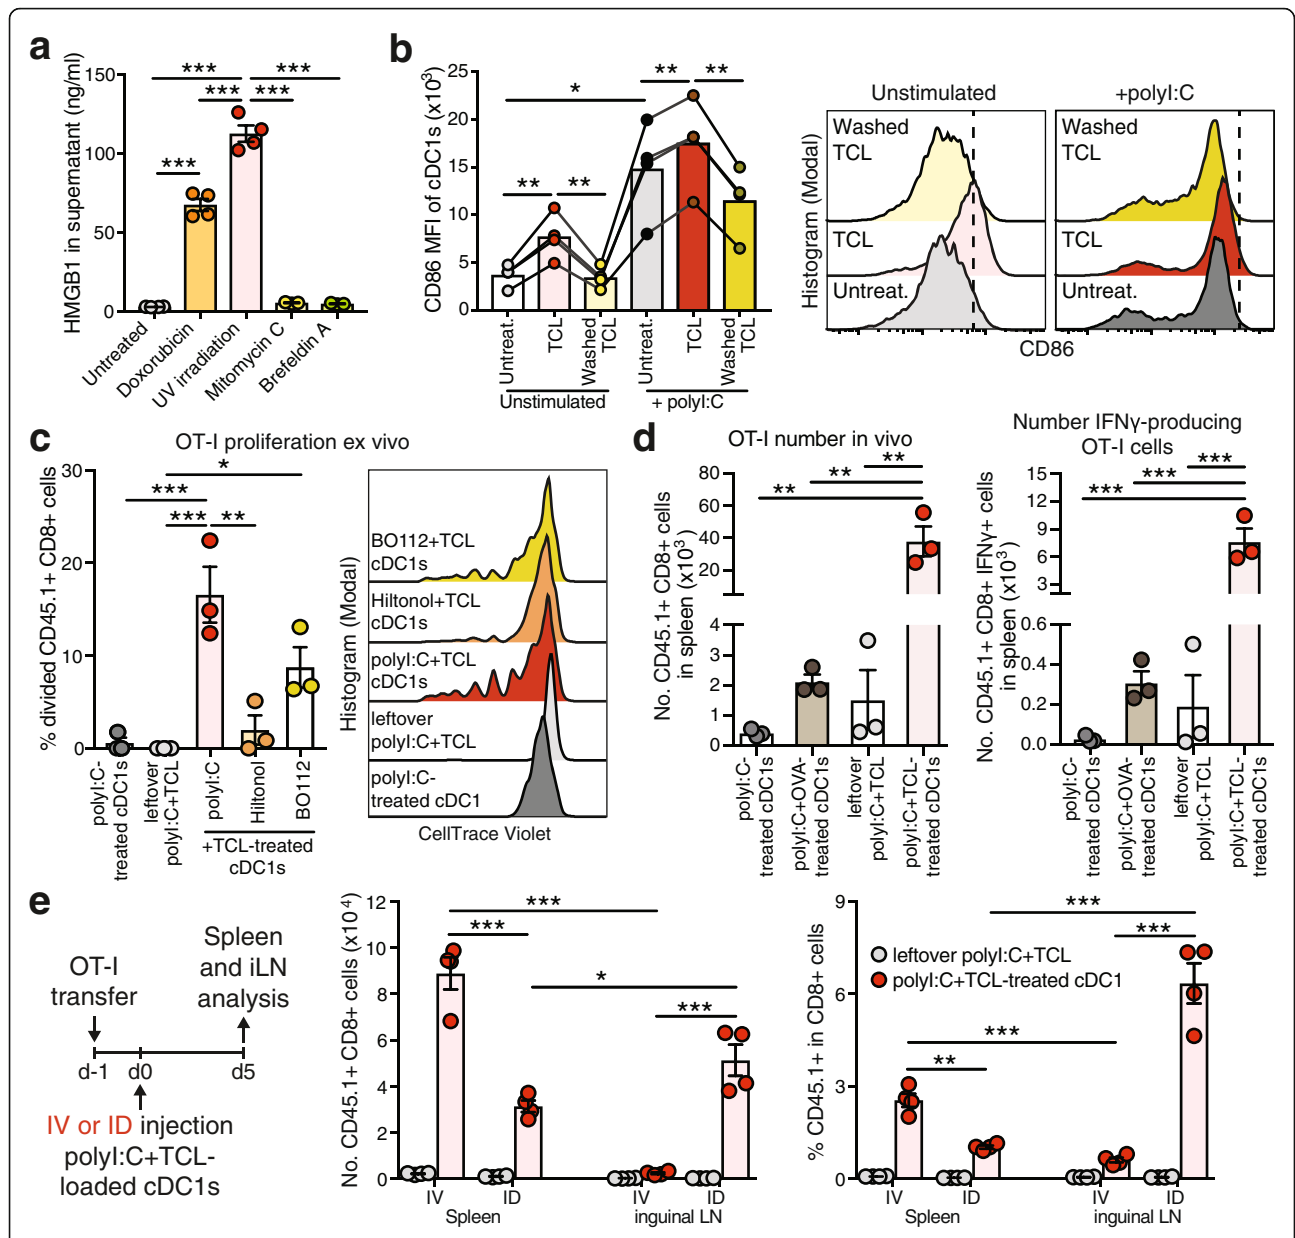 a
HMGB1 in supernatant (ng/ml)
150
100
50
0
***
***
***
***
Untreated
Doxorubicin
UV irradiation
Mitomycin C
Brefeldin A
b
CD86 MFI of cDC1s (x10³)
25
20
15
10
5
0
*
**
**
**
**
Untreat.
TCL
Washed
TCL
Untreat.
TCL
Washed
TCL
Unstimulated
+ polyI:C
Unstimulated
+polyI:C
Histogram (Modal)
Washed
TCL
TCL
Untreat.
Washed
TCL
TCL
Untreat.
CD86
c
OT-I proliferation ex vivo
% divided CD45.1+ CD8+ cells
30
20
10
0
*
***
***
**
polyI:C-
treated cDC1s
leftover
polyI:C+TCL
polyI:C
Hiltonol
BO112
+TCL-treated
cDC1s
Histogram (Modal)
BO112+TCL
cDC1s
Hiltonol+TCL
cDC1s
polyI:C+TCL
cDC1s
leftover
polyI:C+TCL
polyI:C-
treated cDC1
CellTrace Violet
d
OT-I number in vivo
No. CD45.1+ CD8+ cells
in spleen (x10³)
80
60
40
20
4
3
2
1
0
**
**
**
polyI:C-
treated cDC1s
polyI:C+OVA-
treated cDC1s
leftover
polyI:C+TCL
polyI:C+TCL-
treated cDC1s
Number IFNγ-producing
OT-I cells
No. CD45.1+ CD8+ IFNγ+ cells
in spleen (x10³)
15
12
9
6
3
0.6
0.4
0.2
0.0
***
***
***
polyI:C-
treated cDC1s
polyI:C+OVA-
treated cDC1s
leftover
polyI:C+TCL
polyI:C+TCL-
treated cDC1s
e
OT-I
transfer
Spleen
and iLN
analysis
d-1
d0
d5
IV or ID injection
polyI:C+TCL-
loaded cDC1s
No. CD45.1+ CD8+ cells (x10⁴)
12
10
8
6
4
2
0
***
***
*
***
IV
ID
IV
ID
Spleen
inguinal LN
% CD45.1+ in CD8+ cells
9
6
3
0
***
***
leftover polyI:C+TCL
polyI:C+TCL-treated cDC1
***
**
IV
ID
IV
ID
Spleen
inguinal LN